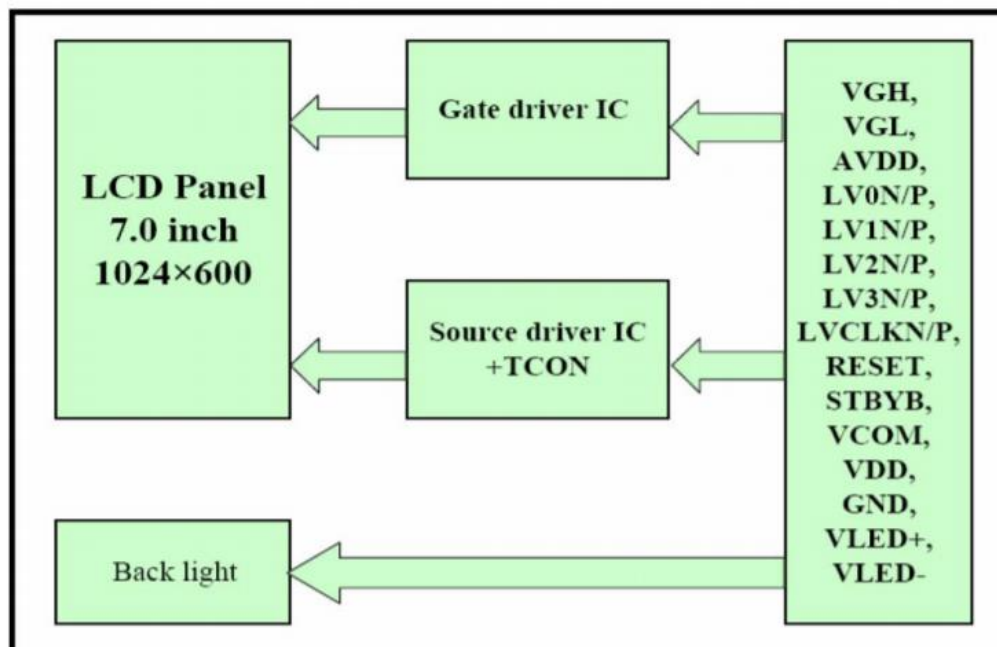 LCD Panel
7.0 inch
1024×600
Gate driver IC
Source driver IC
+TCON
Back light
VGH,
VGL,
AVDD,
LV0N/P,
LV1N/P,
LV2N/P,
LV3N/P,
LVCLKN/P,
RESET,
STBYB,
VCOM,
VDD,
GND,
VLED+,
VLED-